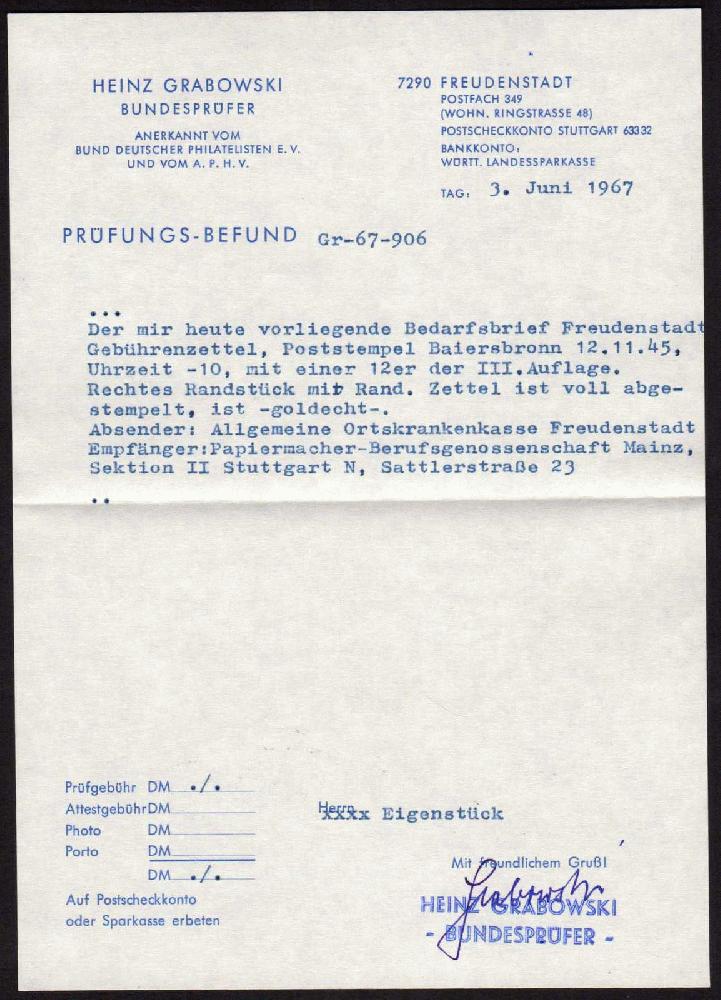 HEINZ GRABOWSKI
BUNDESPRÜFER
ANERKANNT VOM
BUND DEUTSCHER PHILATELISTEN E. V.
UND VOM A. P. H. V.
7290 FREUDENSTADT
POSTFACH 349
(WOHN. RINGSTRASSE 48)
POSTSCHECKKONTO STUTTGART 63332
BANKKONTO:
WÜRTT. LANDESSPARKASSE
TAG: 3. Juni 1967
PRÜFUNGS-BEFUND Gr-67-906
...
Der mir heute vorliegende Bedarfsbrief Freudenstadt
Gebührenzettel, Poststempel Baiersbronn 12.11.45,
Uhrzeit -10, mit einer 12er der III.Auflage.
Rechtes Randstück mit Rand. Zettel ist voll abge-
stempelt, ist -goldecht-.
Absender: Allgemeine Ortskrankenkasse Freudenstadt
Empfänger:Papiermacher-Berufsgenossenschaft Mainz,
Sektion II Stuttgart N, Sattlerstraße 23
..
Prüfgebühr DM ./.
Attestgebühr DM
Photo DM
Porto DM
DM ./.
Auf Postscheckkonto
oder Sparkasse erbeten
Herrn
xxxx Eigenstück
Mit freundlichem Gruß!
Grabowski
HEINZ GRABOWSKI
- BUNDESPRÜFER -